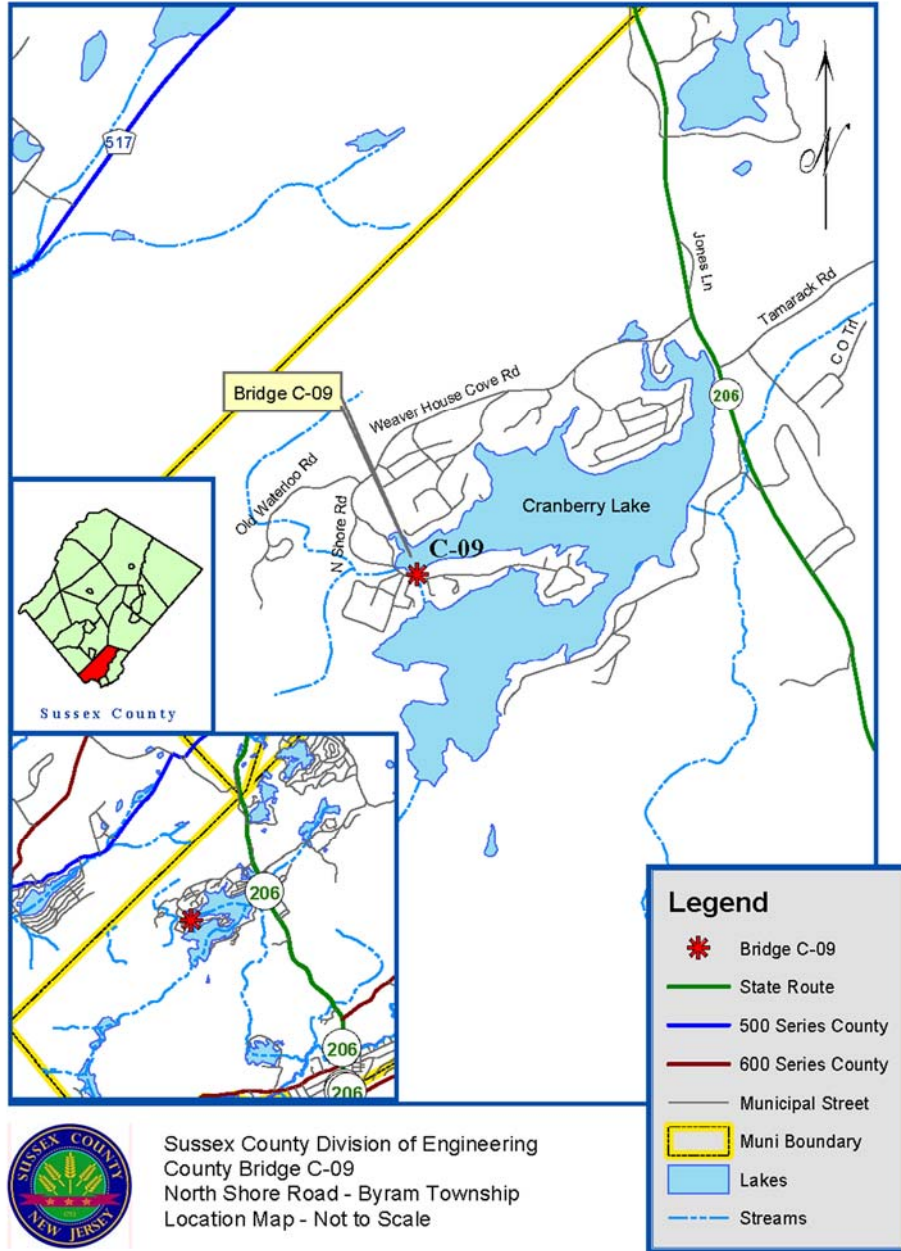 517
N
Jones Ln
Tamarack Rd
C O Trl
206
Bridge C-09
Weaver House Cove Rd
Old Waterloo Rd
N Shore Rd
Cranberry Lake
C-09
Sussex County
206
206
206
Legend
Bridge C-09
State Route
500 Series County
600 Series County
Municipal Street
Muni Boundary
Lakes
Streams
SUSSEX COUNTY
NEW JERSEY
Sussex County Division of Engineering
County Bridge C-09
North Shore Road - Byram Township
Location Map - Not to Scale